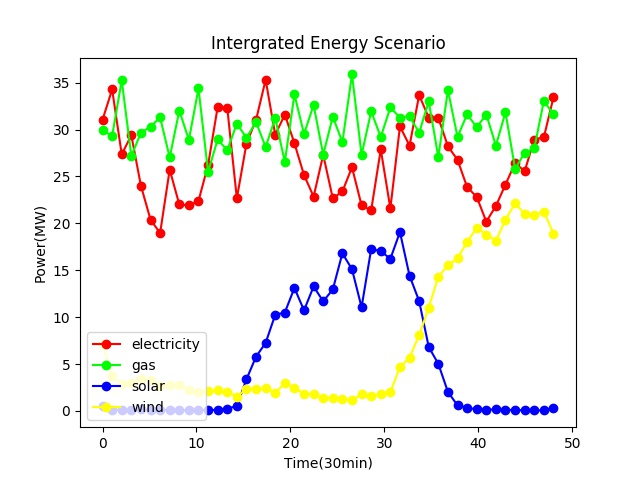 Intergrated Energy Scenario
Power(MW)
35
30
25
20
15
10
5
0
electricity
gas
solar
wind
0 10 20 30 40 50
Time(30min)